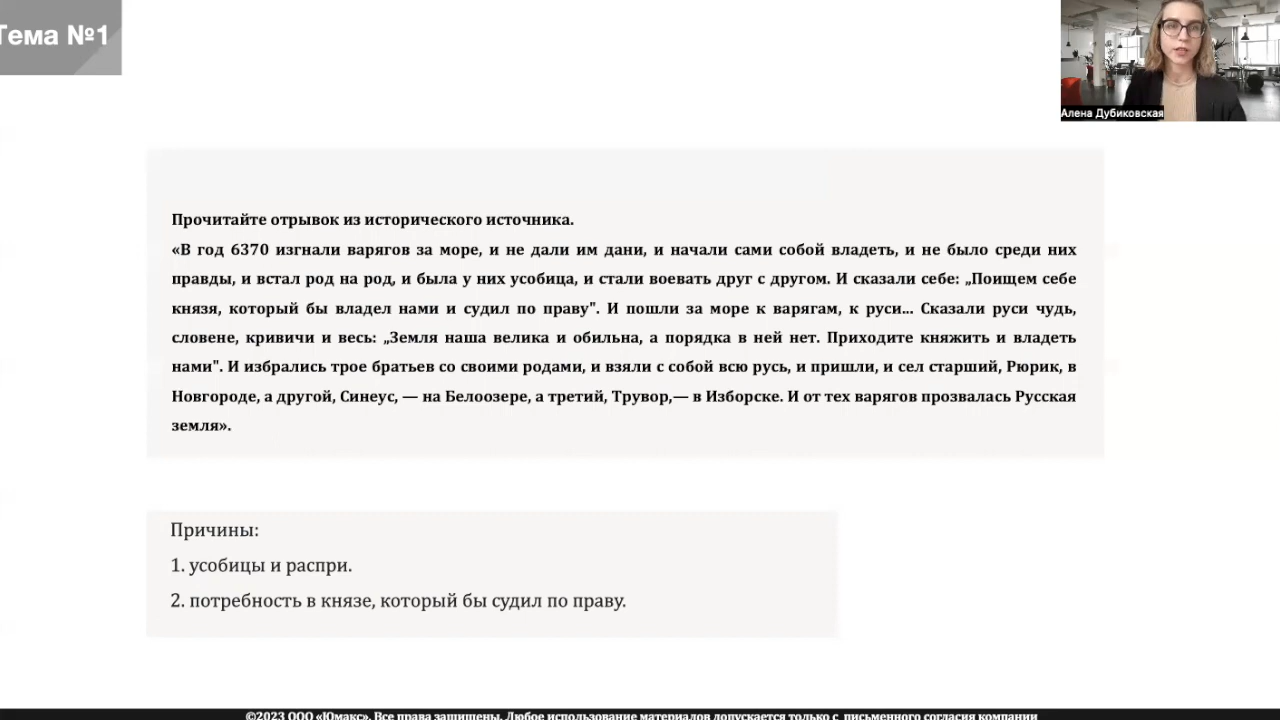 Тема №1
Алена Дубиковская
Прочитайте отрывок из исторического источника.
«В год 6370 изгнали варягов за море, и не дали им дани, и начали сами собой владеть, и не было среди них
правды, и встал род на род, и была у них усобица, и стали воевать друг с другом. И сказали себе: „Поищем себе
князя, который бы владел нами и судил по праву". И пошли за море к варягам, к руси... Сказали руси чудь,
словене, кривичи и весь: „Земля наша велика и обильна, а порядка в ней нет. Приходите княжить и владеть
нами". И избрались трое братьев со своими родами, и взяли с собой всю русь, и пришли, и сел старший, Рюрик, в
Новгороде, а другой, Синеус, — на Белоозере, а третий, Трувор,— в Изборске. И от тех варягов прозвалась Русская
земля».
Причины:
1. усобицы и распри.
2. потребность в князе, который бы судил по праву.
©2023 ООО «Юмакс». Все права защищены. Любое использование материалов допускается только с письменного согласия компании